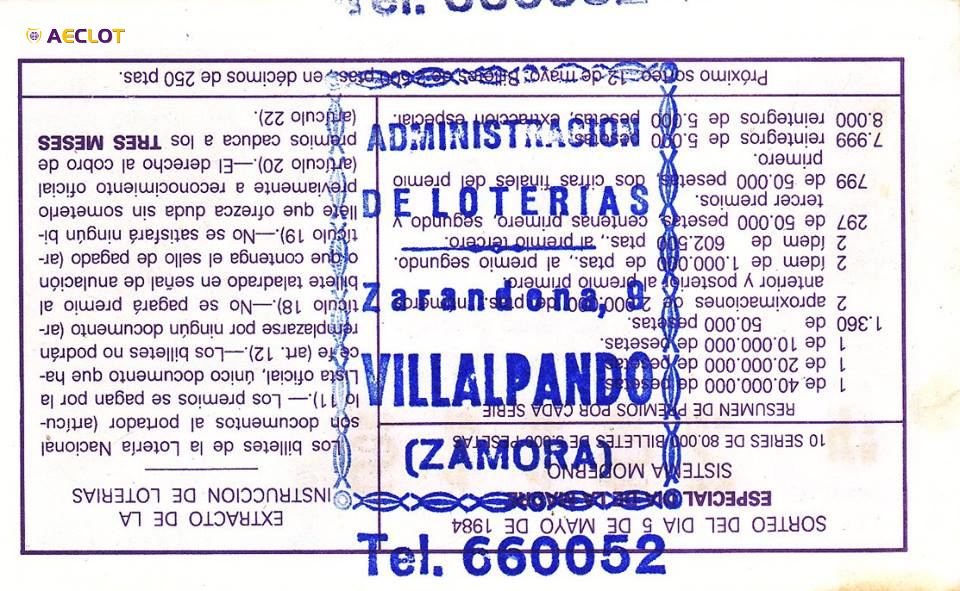 Tel. 660052
AECLOT
ADMINISTRACION
DE LOTERIAS
Zarandona, 9
VILLALPANDO
(ZAMORA)
Tel. 660052
SORTEO DEL DIA 5 DE MAYO DE 1984
ESPECIAL DIA DE LA MADRE
SISTEMA MODERNO
10 SERIES DE 80.000 BILLETES DE 5.000 PESETAS
RESUMEN DE PREMIOS POR CADA SERIE
1 de 40.000.000 de pesetas
1 de 20.000.000 de pesetas
1 de 10.000.000 de pesetas.
1.360 de 50.000 pesetas.
2 aproximaciones de 2.000.000 de ptas., números
anterior y posterior al premio primero.
2 ídem de 1.000.000 de ptas., al premio segundo.
2 ídem de 602.500 ptas., al premio tercero.
297 de 50.000 pesetas, centenas primero, segundo y
tercer premios.
799 de 50.000 pesetas, dos cifras finales del premio
primero.
7.999 reintegros de 5.000 pesetas
8.000 reintegros de 5.000 pesetas, extracción especial.
EXTRACTO DE LA
INSTRUCCION DE LOTERIAS
Los billetes de la Lotería Nacional
son documentos al portador (artícu-
lo 11).— Los premios se pagan por la
Lista oficial, único documento que ha-
ce fe (art. 12).—Los billetes no podrán
remplazarse por ningún documento (ar-
tículo 18).—No se pagará premio al
billete taladrado en señal de anulación
o que contenga el sello de pagado (ar-
tículo 19).—No se satisfará ningún bi-
llete que ofrezca duda sin someterlo
previamente a reconocimiento oficial
(artículo 20).—El derecho al cobro de
premios caduca a los TRES MESES
(artículo 22).
Próximo sorteo: 12 de mayo. Billetes de 2.500 ptas., en décimos de 250 ptas.